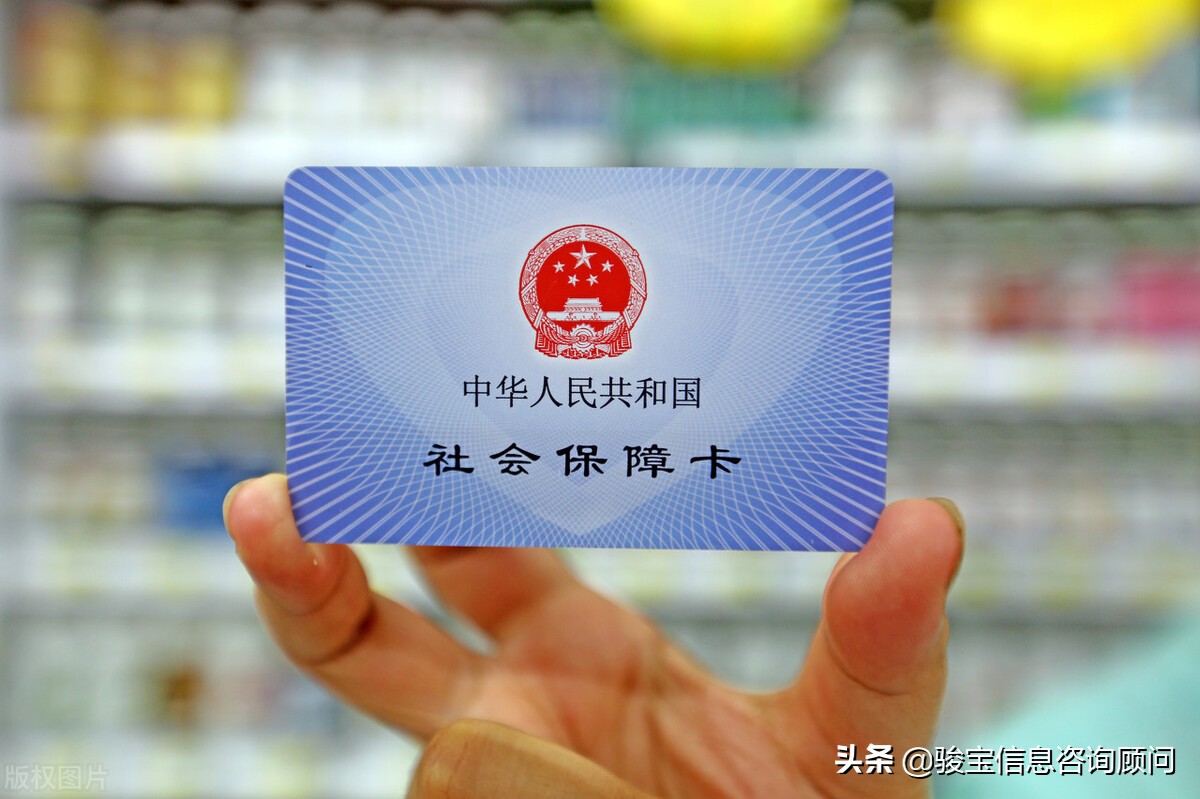 中华人民共和国
社会保障卡
头条 @骏宝信息咨询顾问
版权图片